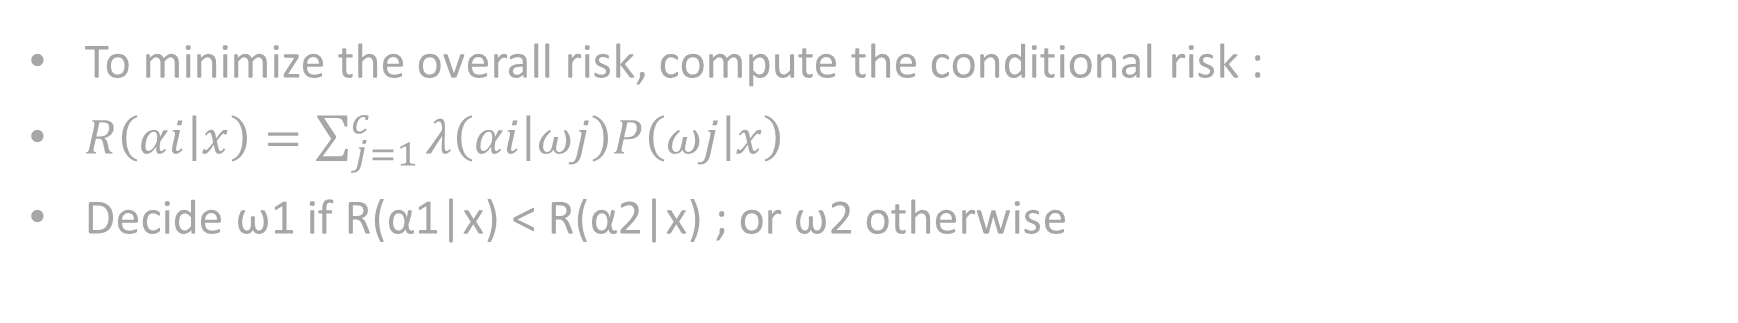 • To minimize the overall risk, compute the conditional risk :
• R(αi|x) = ∑_{j=1}^{c} λ(αi|ωj)P(ωj|x)
• Decide ω1 if R(α1|x) < R(α2|x) ; or ω2 otherwise